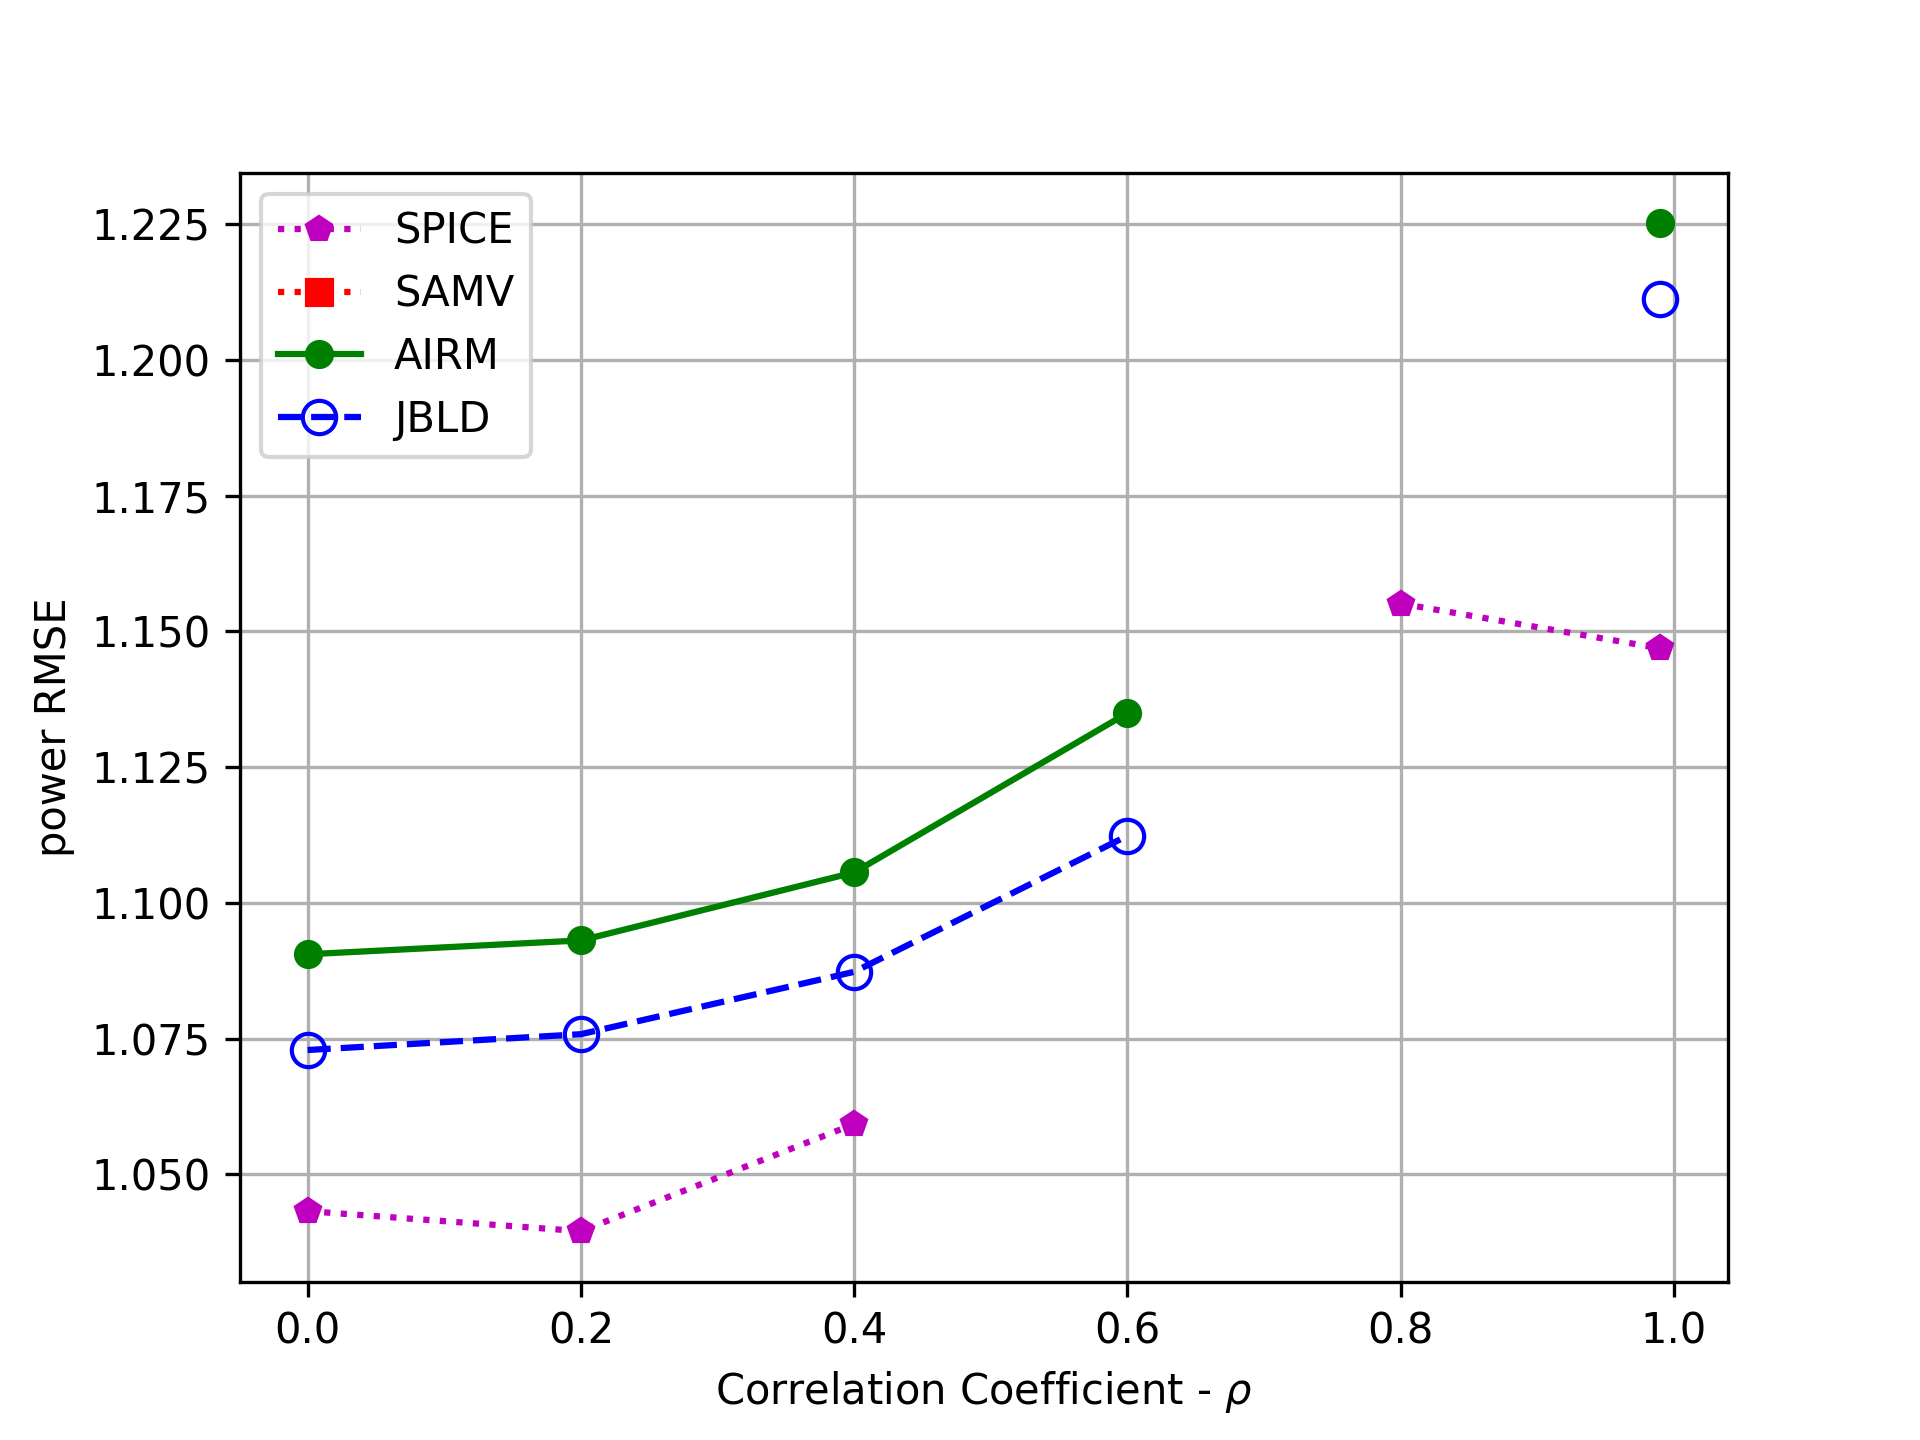 SPICE
SAMV
AIRM
JBLD
1.225
1.200
1.175
1.150
1.125
1.100
1.075
1.050
power RMSE
0.0 0.2 0.4 0.6 0.8 1.0
Correlation Coefficient - ρ